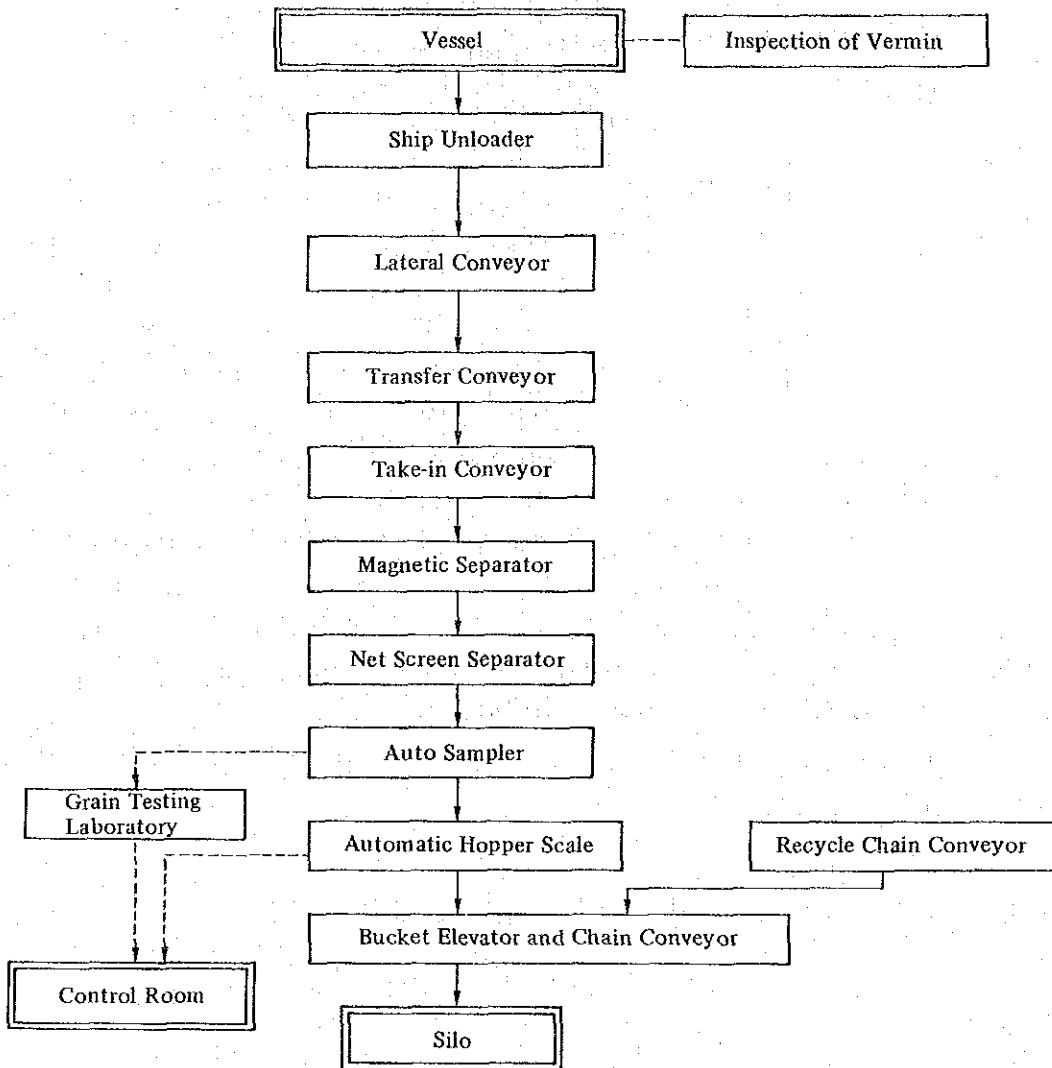 Vessel
Inspection of Vermin
Ship Unloader
Lateral Conveyor
Transfer Conveyor
Take-in Conveyor
Magnetic Separator
Net Screen Separator
Auto Sampler
Grain Testing
Laboratory
Automatic Hopper Scale
Recycle Chain Conveyor
Bucket Elevator and Chain Conveyor
Control Room
Silo